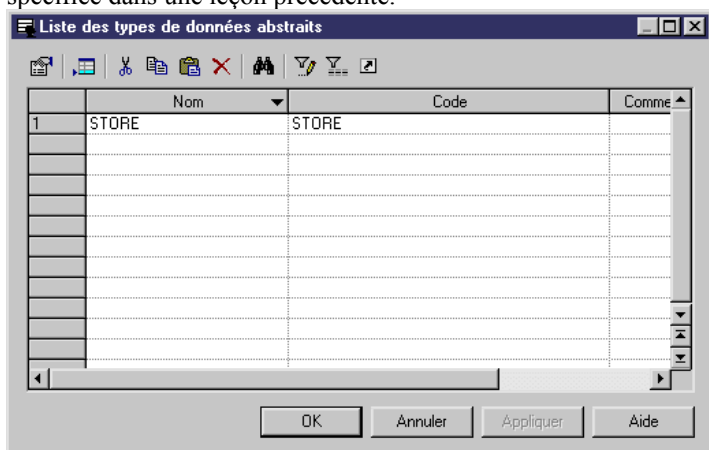 spécifiée dans une leçon précédente.
Liste des types de données abstraits
Nom Code Comme
1 STORE STORE
OK Annuler Appliquer Aide